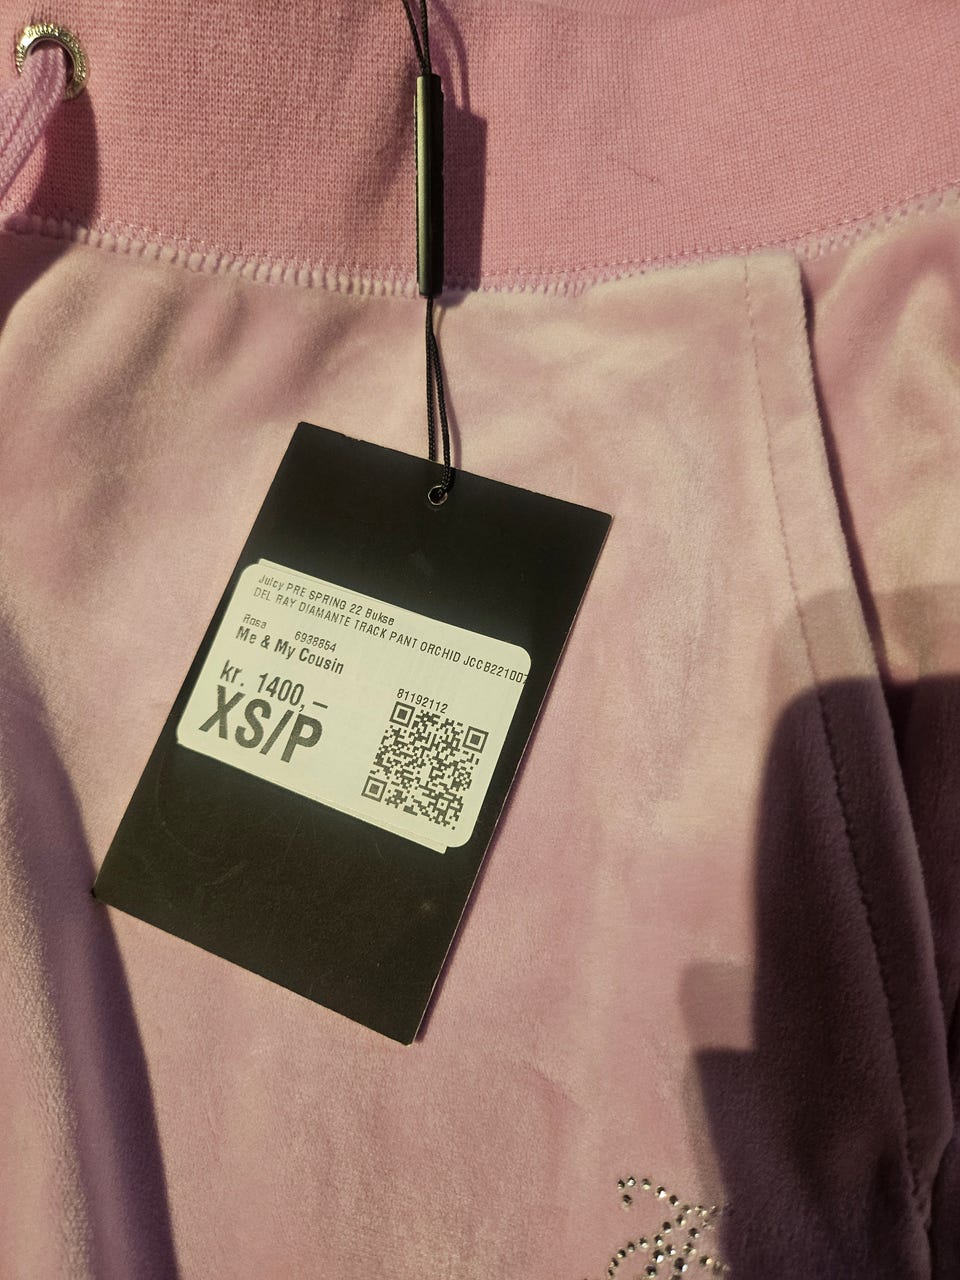 Juicy PRE SPRING 22 Bukse
DEL RAY DIAMANTE TRACK PANT ORCHID JCCB221007
Rosa 6938854
Me & My Cousin
kr. 1400,–
XS/P
81192112